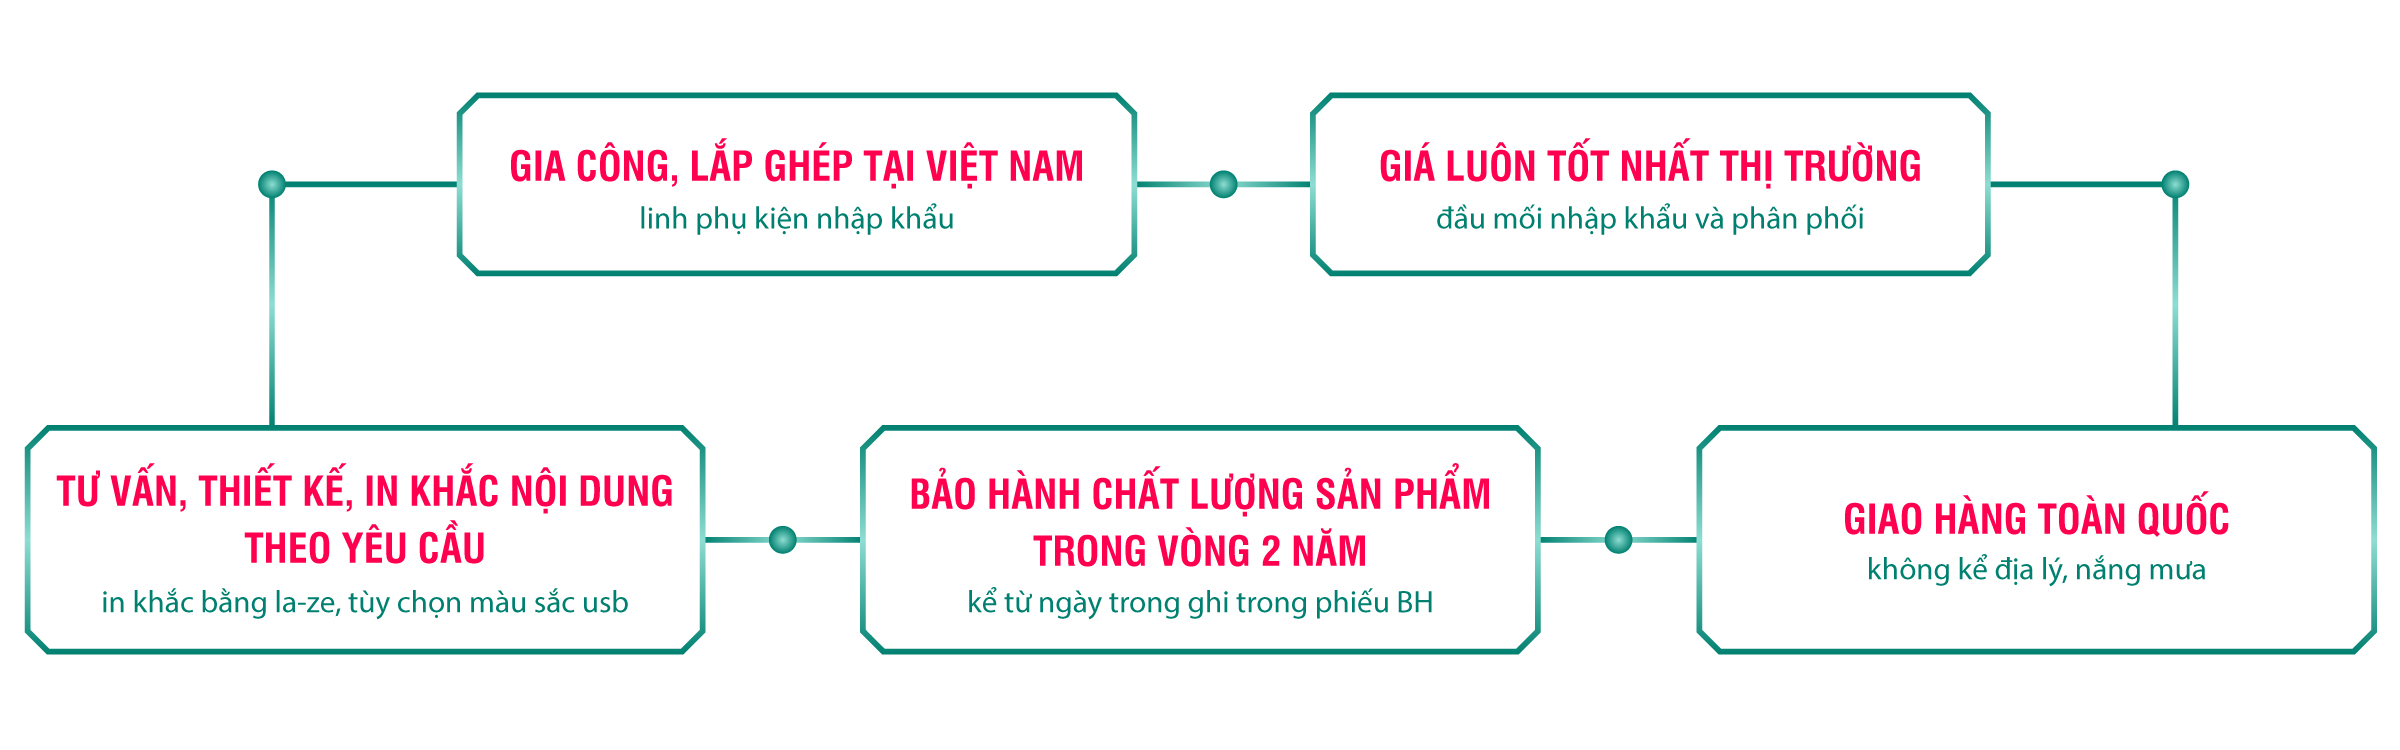 GIA CÔNG, LẮP GHÉP TẠI VIỆT NAM
linh phụ kiện nhập khẩu
GIÁ LUÔN TỐT NHẤT THỊ TRƯỜNG
đầu mối nhập khẩu và phân phối
TƯ VẤN, THIẾT KẾ, IN KHẮC NỘI DUNG
THEO YÊU CẦU
in khắc bằng la-ze, tùy chọn màu sắc usb
BẢO HÀNH CHẤT LƯỢNG SẢN PHẨM
TRONG VÒNG 2 NĂM
kể từ ngày trong ghi trong phiếu BH
GIAO HÀNG TOÀN QUỐC
không kể địa lý, nắng mưa